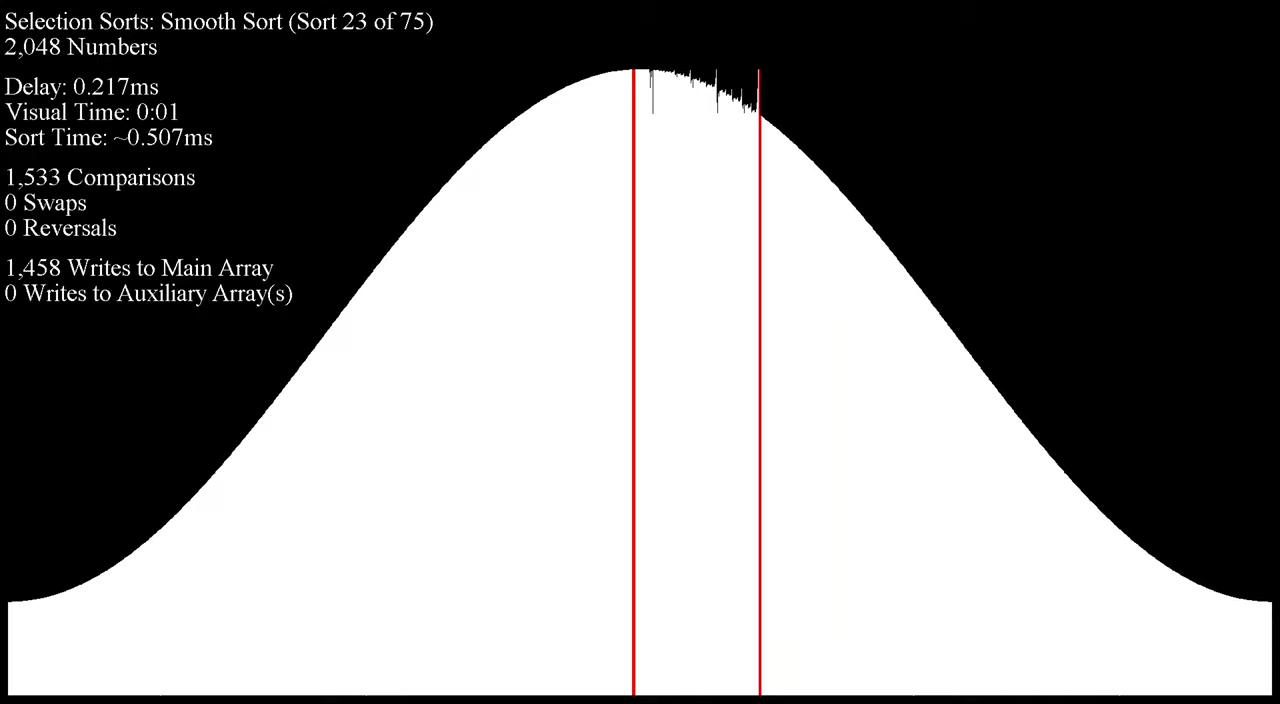 Selection Sorts: Smooth Sort (Sort 23 of 75)
2,048 Numbers
Delay: 0.217ms
Visual Time: 0:01
Sort Time: ~0.507ms
1,533 Comparisons
0 Swaps
0 Reversals
1,458 Writes to Main Array
0 Writes to Auxiliary Array(s)